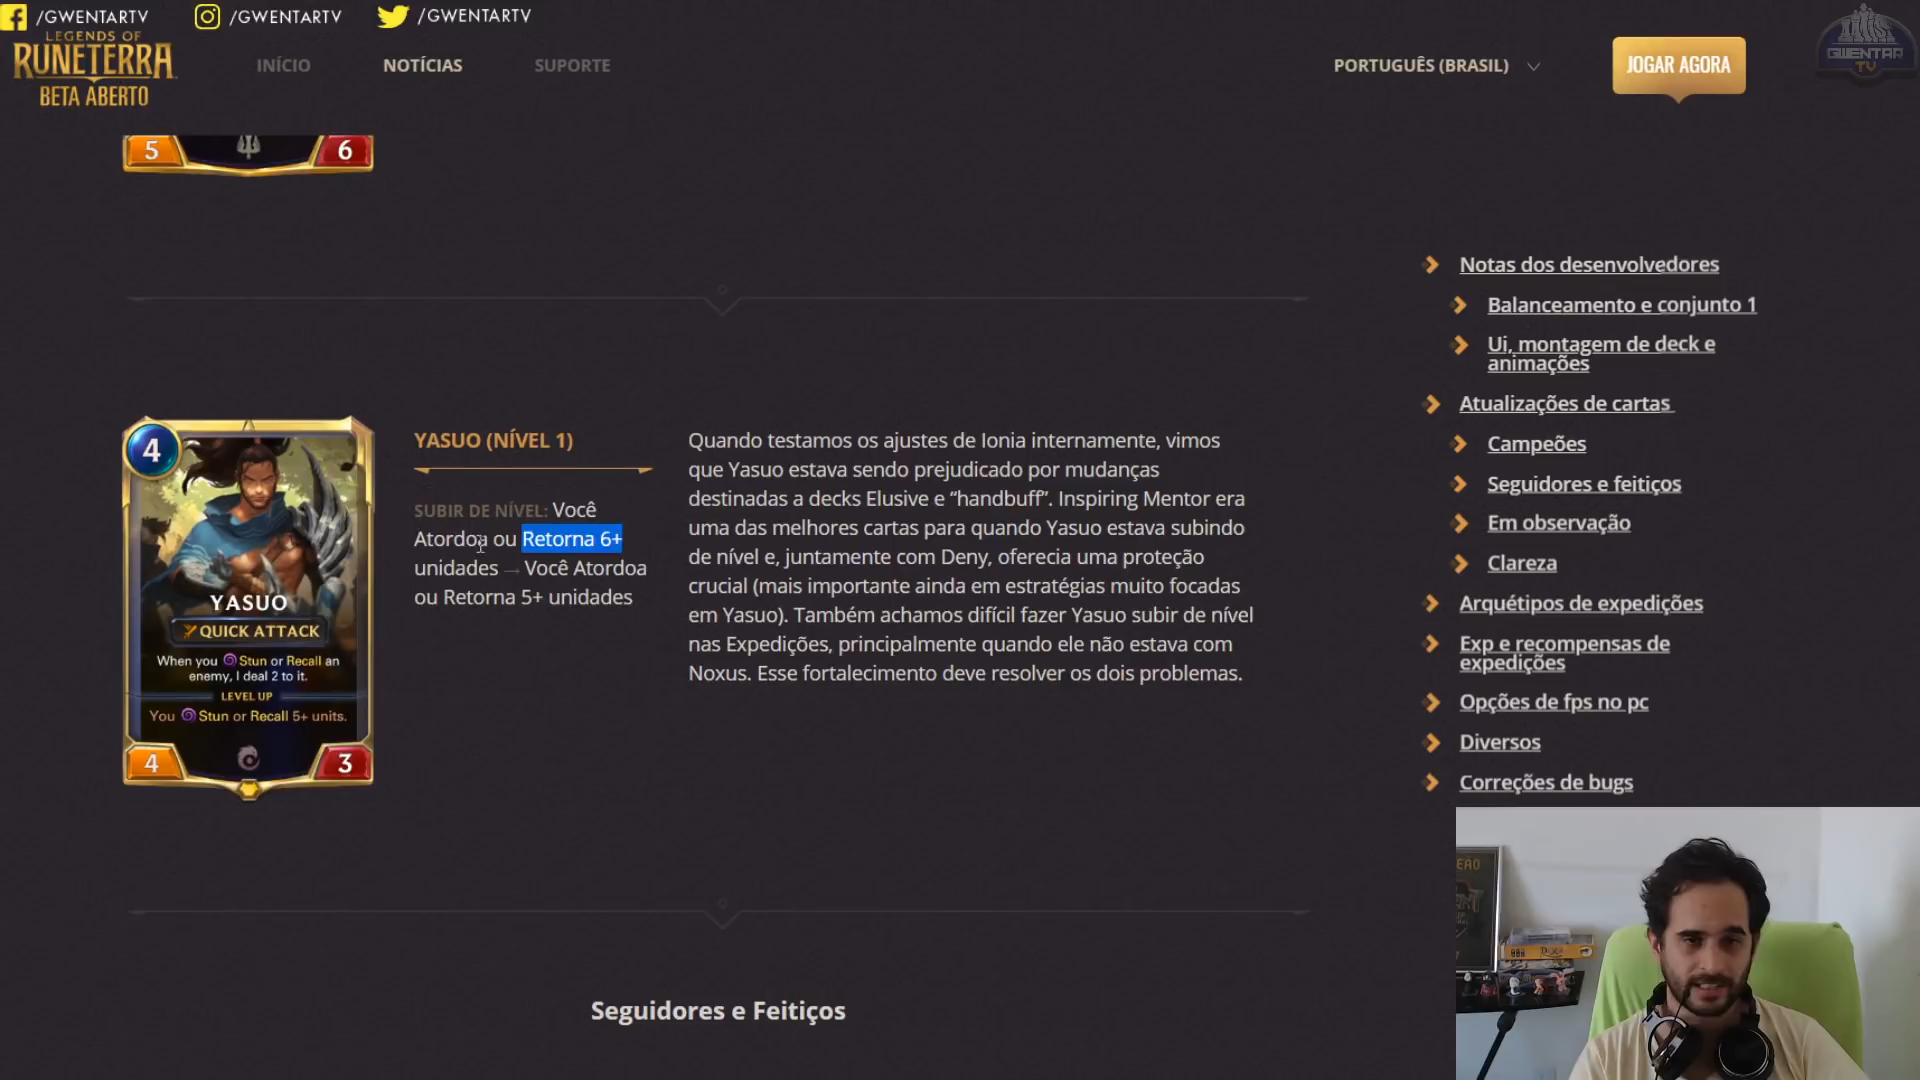 /GWENTARTV
/GWENTARTV
/GWENTARTV
LEGENDS OF
RUNETERRA
BETA ABERTO
INÍCIO
NOTÍCIAS
SUPORTE
PORTUGUÊS (BRASIL)
JOGAR AGORA
GWENTAR
TV
5
6
4
YASUO
QUICK ATTACK
When you Stun or Recall an
enemy, I deal 2 to it.
LEVEL UP
You Stun or Recall 5+ units.
4
3
YASUO (NÍVEL 1)
SUBIR DE NÍVEL: Você
Atordoa ou Retorna 6+
unidades → Você Atordoa
ou Retorna 5+ unidades
Quando testamos os ajustes de Ionia internamente, vimos
que Yasuo estava sendo prejudicado por mudanças
destinadas a decks Elusive e “handbuff”. Inspiring Mentor era
uma das melhores cartas para quando Yasuo estava subindo
de nível e, juntamente com Deny, oferecia uma proteção
crucial (mais importante ainda em estratégias muito focadas
em Yasuo). Também achamos difícil fazer Yasuo subir de nível
nas Expedições, principalmente quando ele não estava com
Noxus. Esse fortalecimento deve resolver os dois problemas.
Seguidores e Feitiços
Notas dos desenvolvedores
Balanceamento e conjunto 1
Ui, montagem de deck e
animações
Atualizações de cartas
Campeões
Seguidores e feitiços
Em observação
Clareza
Arquétipos de expedições
Exp e recompensas de
expedições
Opções de fps no pc
Diversos
Correções de bugs